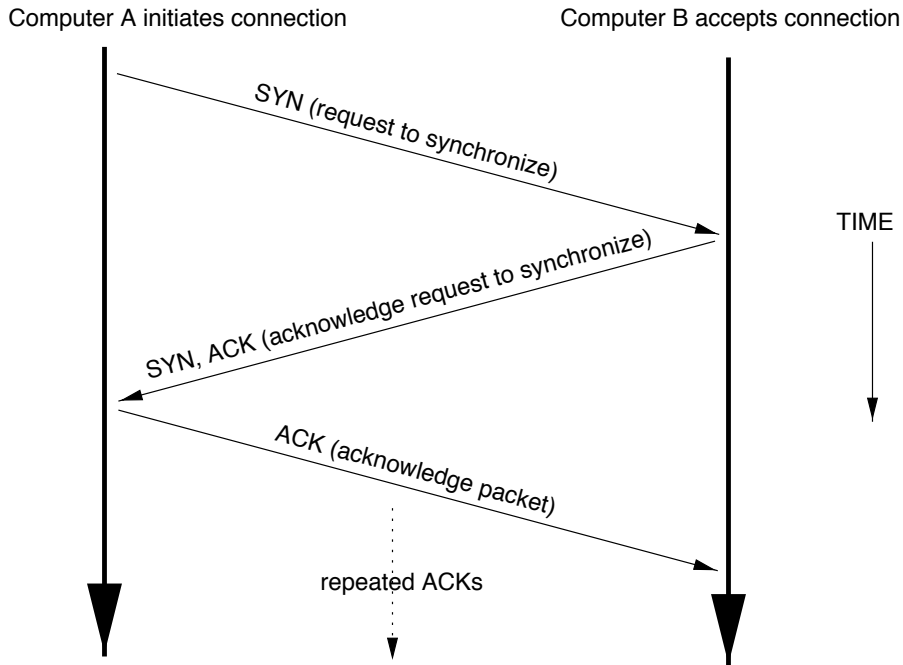 Computer A initiates connection
Computer B accepts connection
SYN (request to synchronize)
TIME
SYN, ACK (acknowledge request to synchronize)
ACK (acknowledge packet)
repeated ACKs